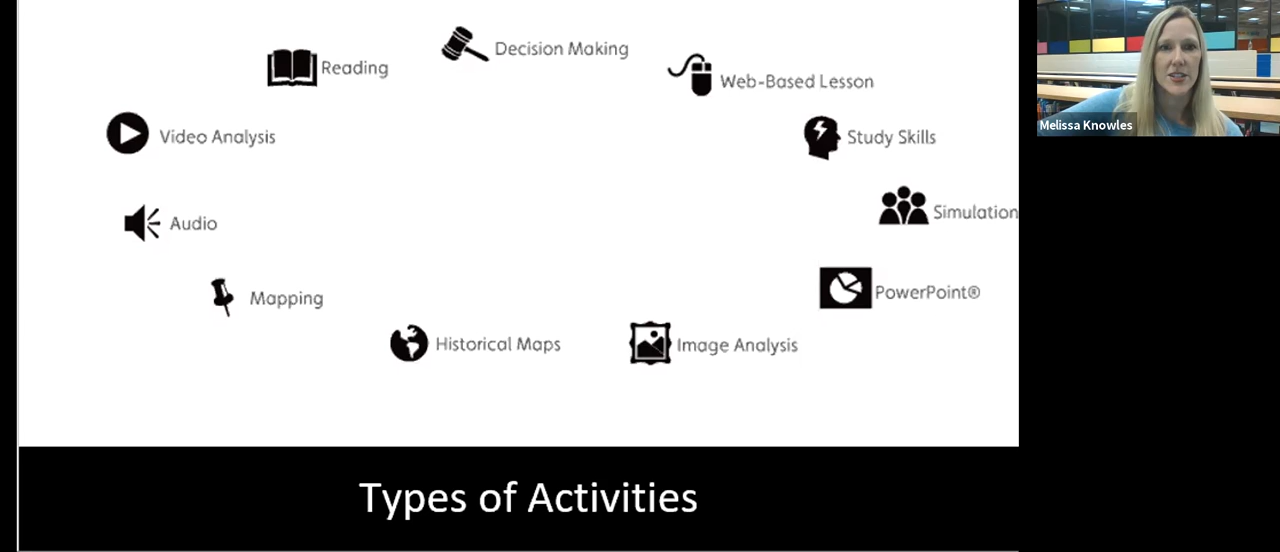 Decision Making
Reading
Web-Based Lesson
Video Analysis
Study Skills
Simulation
Audio
PowerPoint®
Mapping
Historical Maps
Image Analysis
Types of Activities
Melissa Knowles